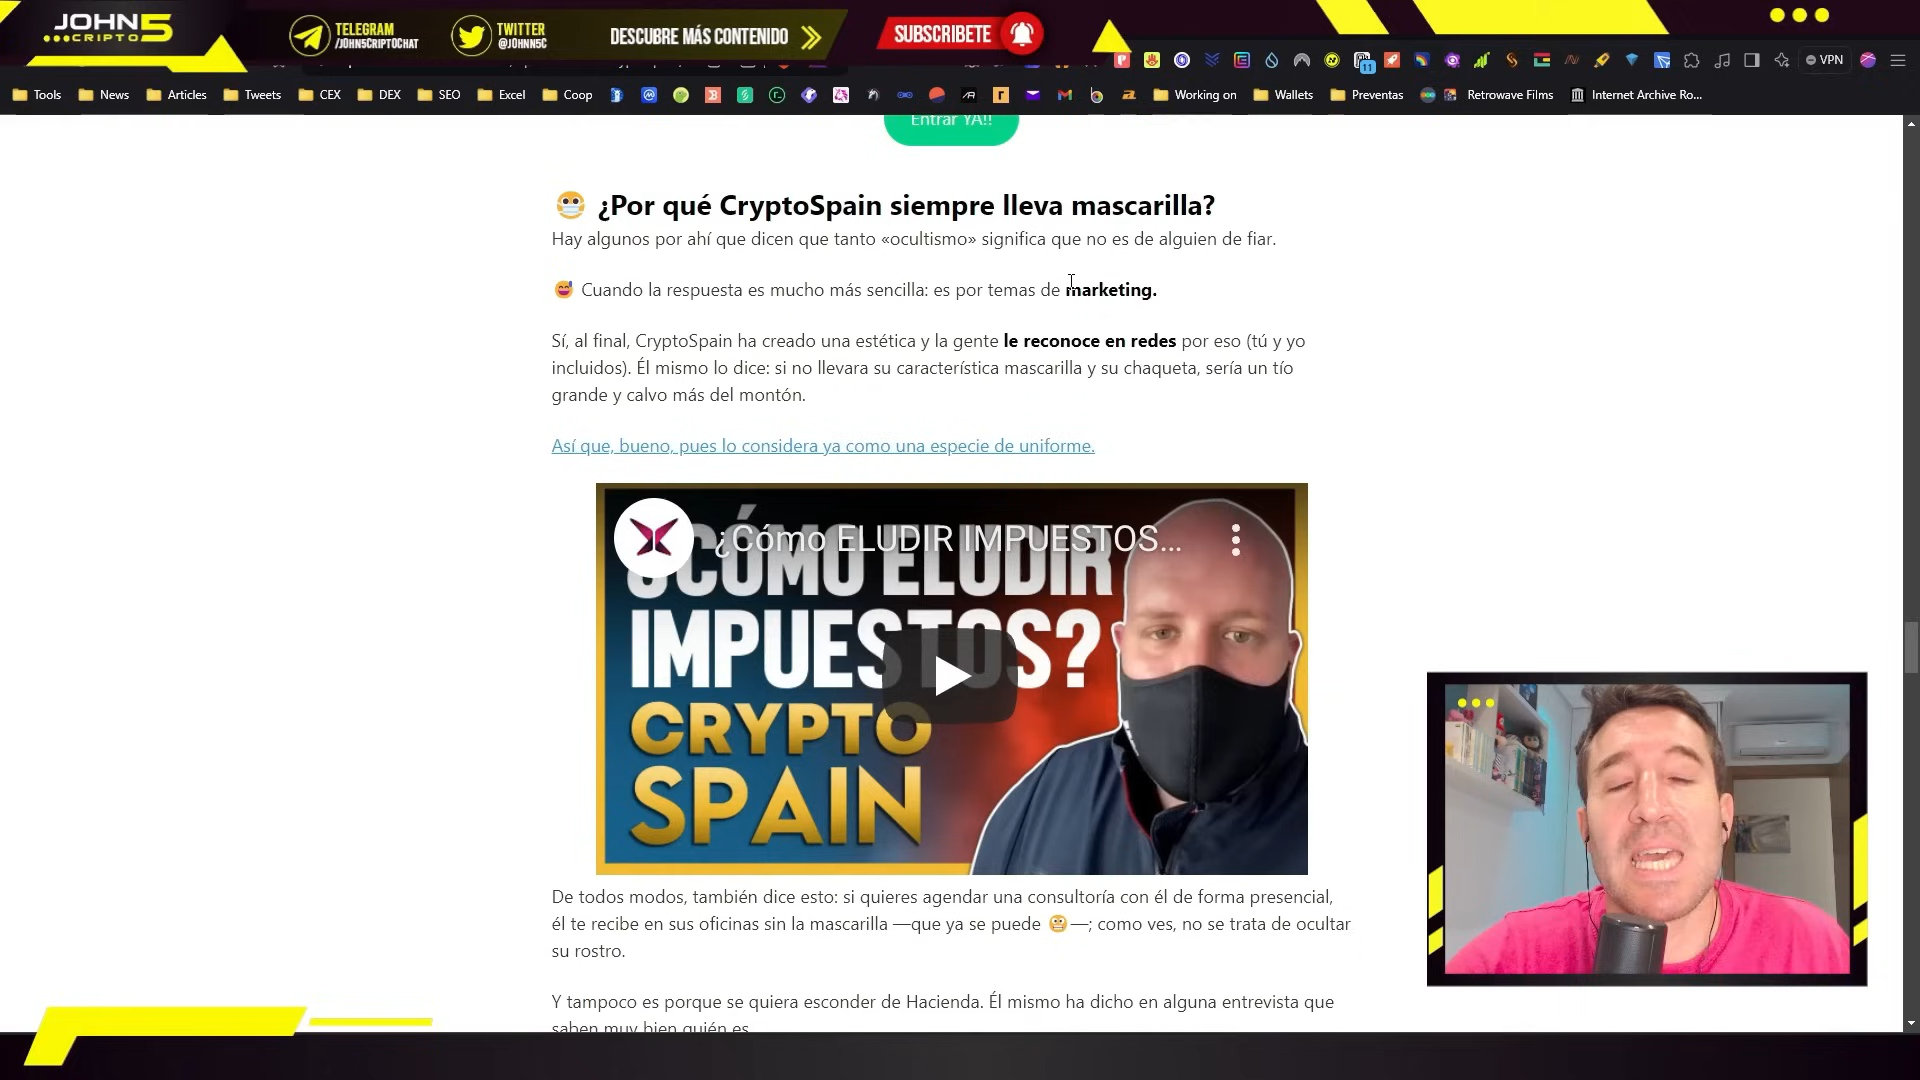 JOHN5
CRIPTO
TELEGRAM
/JOHN5CRIPTOCHAT
TWITTER
@J0HNN5C
DESCUBRE MÁS CONTENIDO
SUBSCRIBETE
11
VPN
Tools
News
Articles
Tweets
CEX
DEX
SEO
Excel
Coop
Working on
Wallets
Preventas
Retrowave Films
Internet Archive Ro...
Entrar YA!!
¿Por qué CryptoSpain siempre lleva mascarilla?
Hay algunos por ahí que dicen que tanto «ocultismo» significa que no es de alguien de fiar.
Cuando la respuesta es mucho más sencilla: es por temas de marketing.
Sí, al final, CryptoSpain ha creado una estética y la gente le reconoce en redes por eso (tú y yo
incluidos). Él mismo lo dice: si no llevara su característica mascarilla y su chaqueta, sería un tío
grande y calvo más del montón.
Así que, bueno, pues lo considera ya como una especie de uniforme.
¿Cómo ELUDIR IMPUESTOS...
¿CÓMO ELUDIR
IMPUESTOS?
CRYPTO
SPAIN
De todos modos, también dice esto: si quieres agendar una consultoría con él de forma presencial,
él te recibe en sus oficinas sin la mascarilla —que ya se puede —; como ves, no se trata de ocultar
su rostro.
Y tampoco es porque se quiera esconder de Hacienda. Él mismo ha dicho en alguna entrevista que
saben muy bien quién es